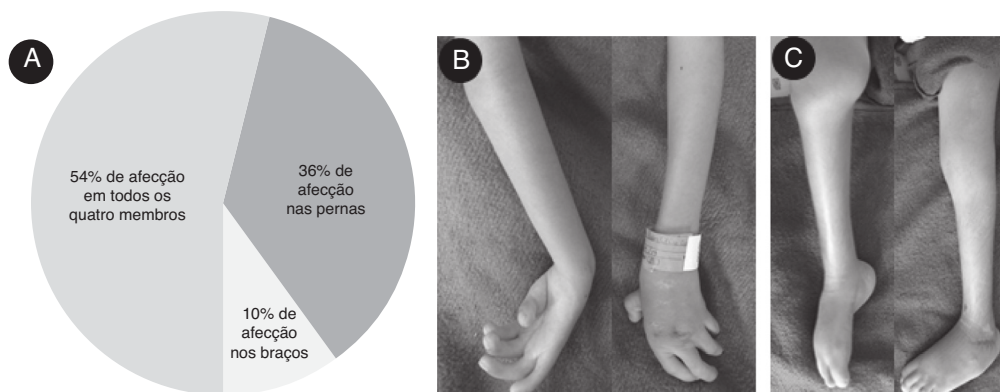 A
54% de afecção
em todos os
quatro membros
36% de
afecção
nas pernas
10% de
afecção
nos braços
B
C